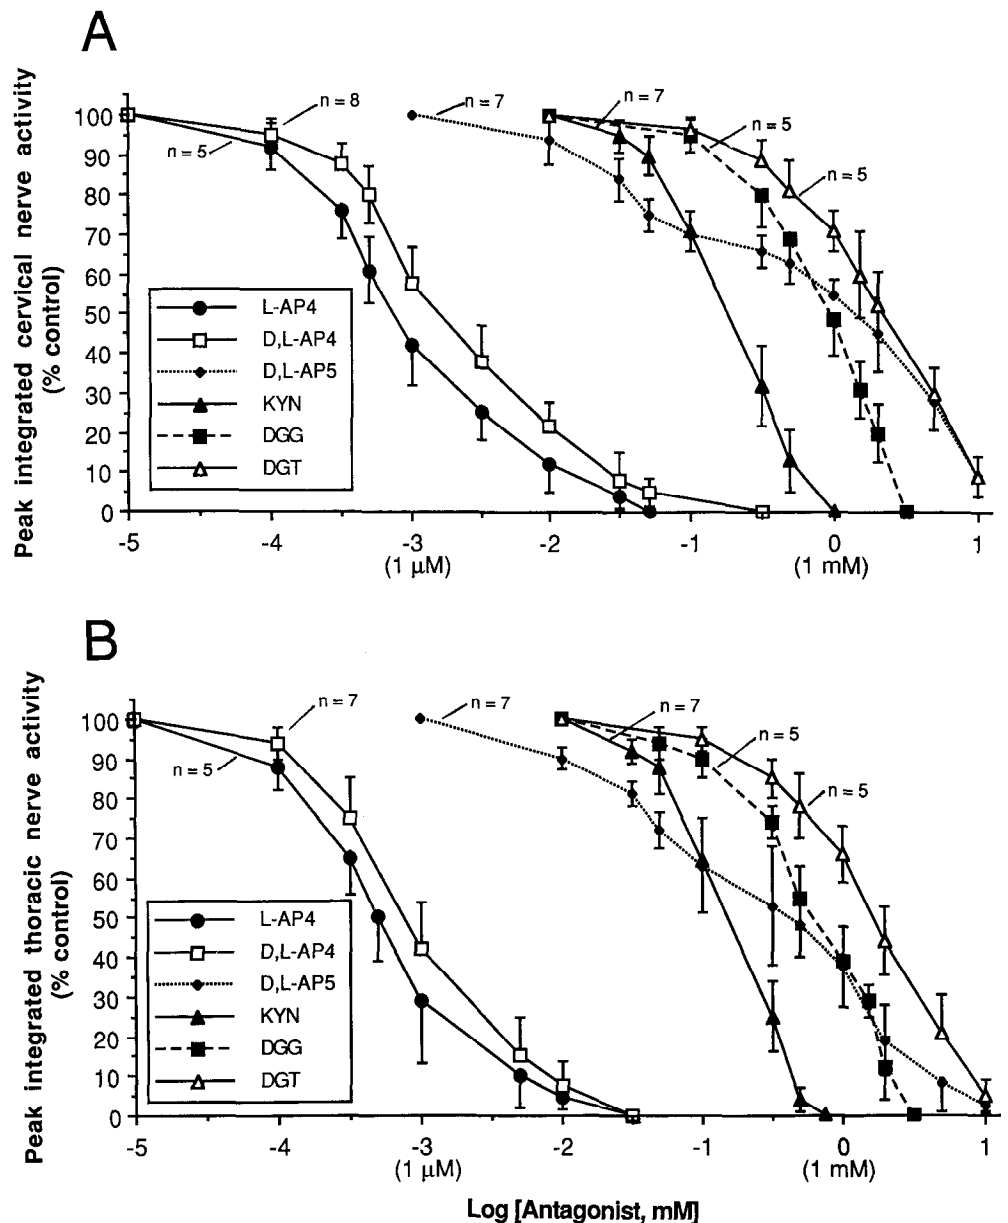 A
Peak integrated cervical nerve activity
(% control)
100
90
80
70
60
50
40
30
20
10
0
n = 8
n = 5
n = 7
n = 7
n = 5
n = 5
L-AP4
D,L-AP4
D,L-AP5
KYN
DGG
DGT
-5
-4
-3
-2
-1
0
1
(1 μM)
(1 mM)
B
Peak integrated thoracic nerve activity
(% control)
100
90
80
70
60
50
40
30
20
10
0
n = 7
n = 5
n = 7
n = 7
n = 5
n = 5
L-AP4
D,L-AP4
D,L-AP5
KYN
DGG
DGT
-5
-4
-3
-2
-1
0
1
(1 μM)
(1 mM)
Log [Antagonist, mM]